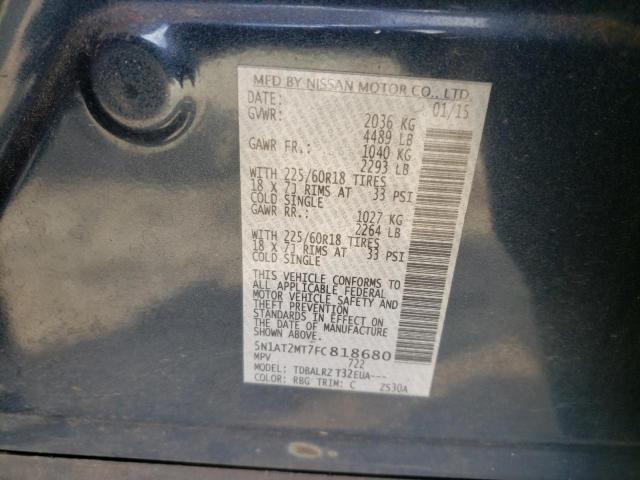 MFD BY NISSAN MOTOR CO., LTD.
DATE: 01/15
GVWR: 2036 KG
4489 LB
GAWR FR.: 1040 KG
2293 LB
WITH 225/60R18 TIRES
18 X 7J RIMS AT 33 PSI
COLD SINGLE
GAWR RR.: 1027 KG
2264 LB
WITH 225/60R18 TIRES
18 X 7J RIMS AT 33 PSI
COLD SINGLE
THIS VEHICLE CONFORMS TO
ALL APPLICABLE FEDERAL
MOTOR VEHICLE SAFETY AND
THEFT PREVENTION
STANDARDS IN EFFECT ON
THE DATE OF MANUFACTURE
SHOWN ABOVE.
5N1AT2MT7FC818680
MPV 722
MODEL: TDBALRZ T32EUA---
COLOR: RBG TRIM: C ZS30A